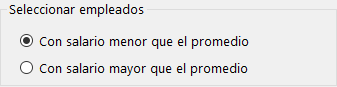 Seleccionar empleados
Con salario menor que el promedio
Con salario mayor que el promedio